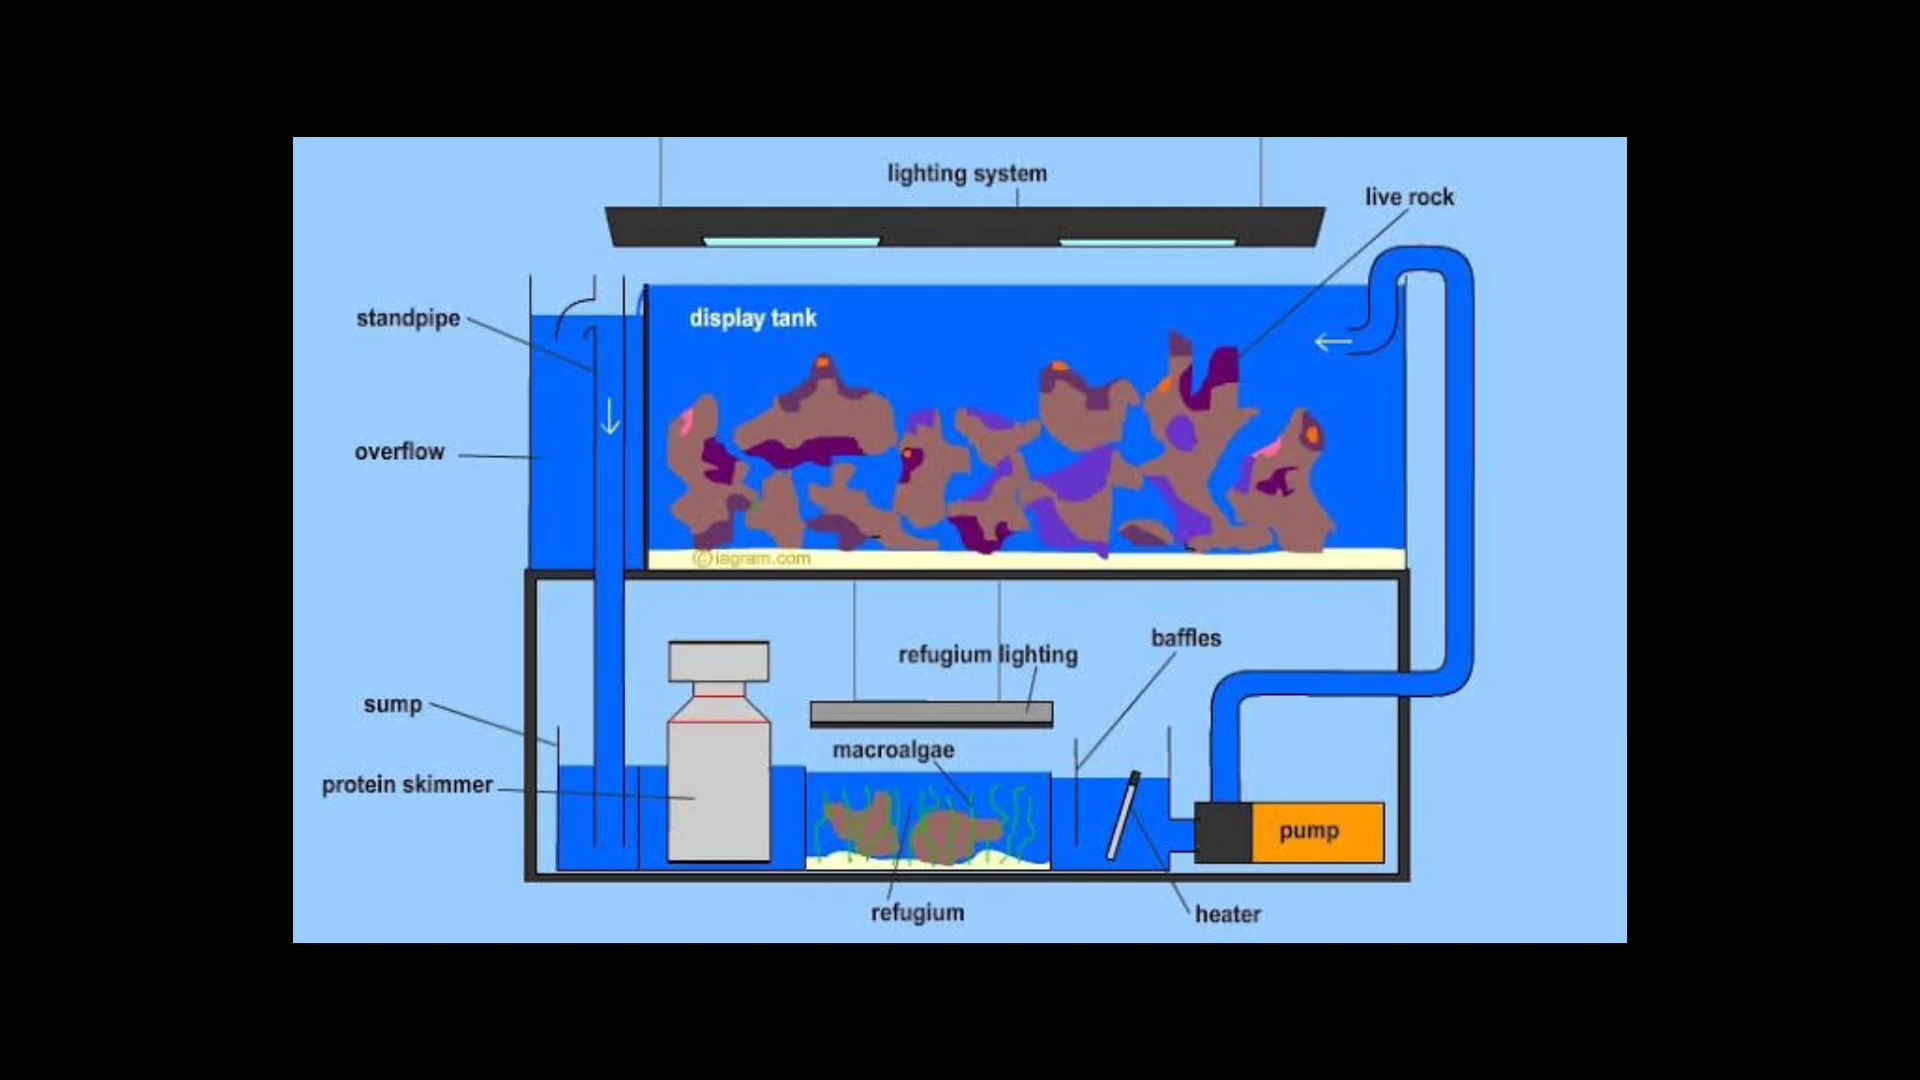 lighting system
live rock
standpipe
display tank
overflow
©iagram.com
baffles
refugium lighting
sump
macroalgae
protein skimmer
pump
refugium
heater